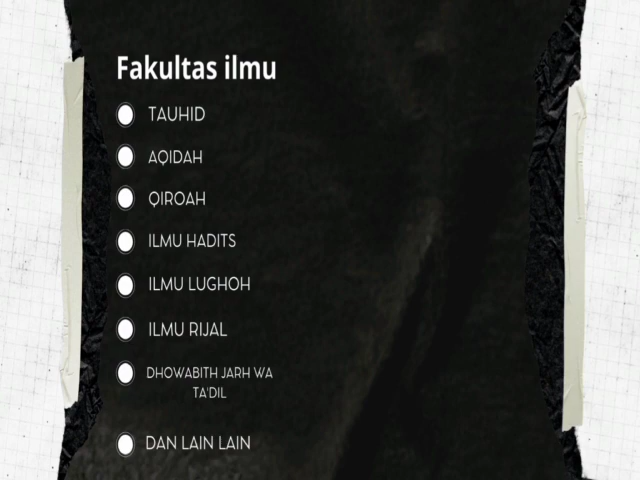 Fakultas ilmu
TAUHID
AQIDAH
QIROAH
ILMU HADITS
ILMU LUGHOH
ILMU RIJAL
DHOWABITH JARH WA
TA'DIL
DAN LAIN LAIN